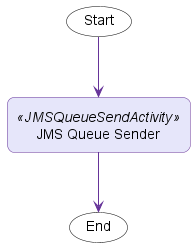 Start
«JMSQueueSendActivity»
JMS Queue Sender
End